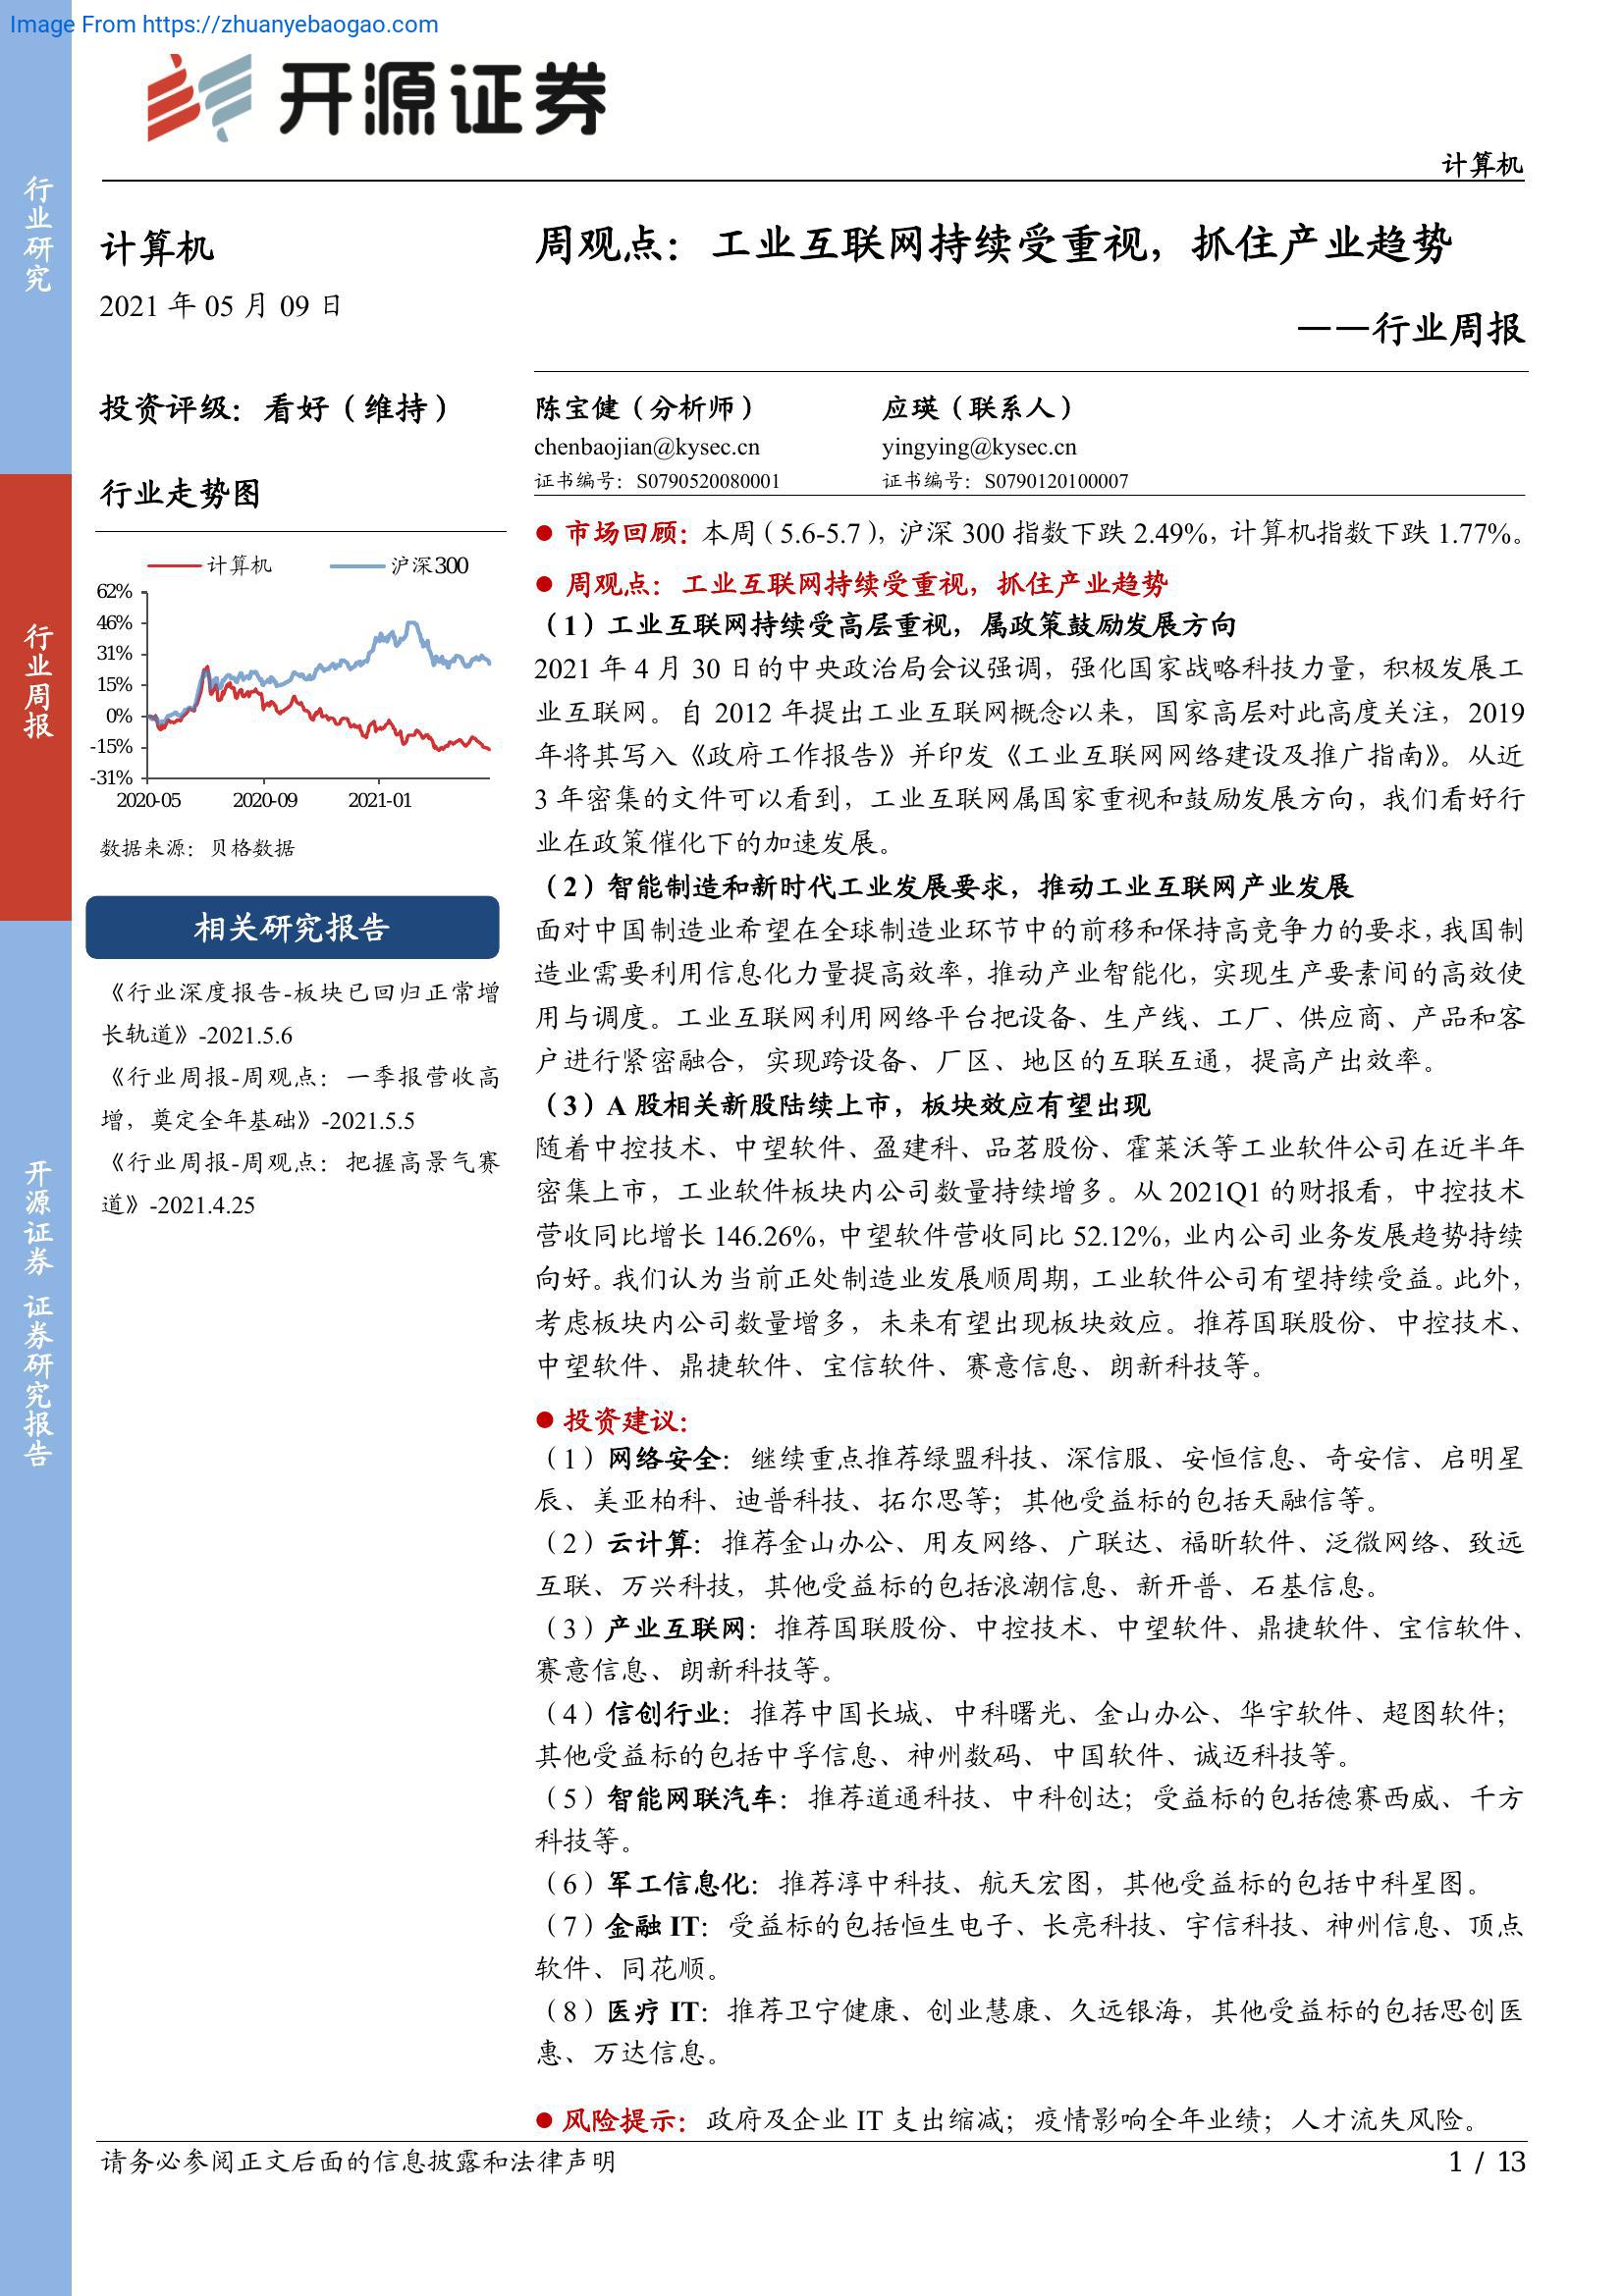 Image From https://zhuanyebaogao.com
开源证券
计算机
行业研究
行业周报
开源证券 证券研究报告
计算机
2021 年 05 月 09 日
投资评级：看好（维持）
行业走势图
计算机 沪深300
62%
46%
31%
15%
0%
-15%
-31%
2020-05 2020-09 2021-01
数据来源：贝格数据
相关研究报告
《行业深度报告-板块已回归正常增
长轨道》-2021.5.6
《行业周报-周观点：一季报营收高
增，奠定全年基础》-2021.5.5
《行业周报-周观点：把握高景气赛
道》-2021.4.25
周观点：工业互联网持续受重视，抓住产业趋势
——行业周报
陈宝健（分析师） 应瑛（联系人）
chenbaojian@kysec.cn yingying@kysec.cn
证书编号：S0790520080001 证书编号：S0790120100007
● 市场回顾：本周（5.6-5.7），沪深 300 指数下跌 2.49%，计算机指数下跌 1.77%。
● 周观点：工业互联网持续受重视，抓住产业趋势
（1）工业互联网持续受高层重视，属政策鼓励发展方向
2021 年 4 月 30 日的中央政治局会议强调，强化国家战略科技力量，积极发展工
业互联网。自 2012 年提出工业互联网概念以来，国家高层对此高度关注，2019
年将其写入《政府工作报告》并印发《工业互联网网络建设及推广指南》。从近
3 年密集的文件可以看到，工业互联网属国家重视和鼓励发展方向，我们看好行
业在政策催化下的加速发展。
（2）智能制造和新时代工业发展要求，推动工业互联网产业发展
面对中国制造业希望在全球制造业环节中的前移和保持高竞争力的要求，我国制
造业需要利用信息化力量提高效率，推动产业智能化，实现生产要素间的高效使
用与调度。工业互联网利用网络平台把设备、生产线、工厂、供应商、产品和客
户进行紧密融合，实现跨设备、厂区、地区的互联互通，提高产出效率。
（3）A 股相关新股陆续上市，板块效应有望出现
随着中控技术、中望软件、盈建科、品茗股份、霍莱沃等工业软件公司在近半年
密集上市，工业软件板块内公司数量持续增多。从 2021Q1 的财报看，中控技术
营收同比增长 146.26%，中望软件营收同比 52.12%，业内公司业务发展趋势持续
向好。我们认为当前正处制造业发展顺周期，工业软件公司有望持续受益。此外，
考虑板块内公司数量增多，未来有望出现板块效应。推荐国联股份、中控技术、
中望软件、鼎捷软件、宝信软件、赛意信息、朗新科技等。
● 投资建议：
（1）网络安全：继续重点推荐绿盟科技、深信服、安恒信息、奇安信、启明星
辰、美亚柏科、迪普科技、拓尔思等；其他受益标的包括天融信等。
（2）云计算：推荐金山办公、用友网络、广联达、福昕软件、泛微网络、致远
互联、万兴科技，其他受益标的包括浪潮信息、新开普、石基信息。
（3）产业互联网：推荐国联股份、中控技术、中望软件、鼎捷软件、宝信软件、
赛意信息、朗新科技等。
（4）信创行业：推荐中国长城、中科曙光、金山办公、华宇软件、超图软件；
其他受益标的包括中孚信息、神州数码、中国软件、诚迈科技等。
（5）智能网联汽车：推荐道通科技、中科创达；受益标的包括德赛西威、千方
科技等。
（6）军工信息化：推荐淳中科技、航天宏图，其他受益标的包括中科星图。
（7）金融 IT：受益标的包括恒生电子、长亮科技、宇信科技、神州信息、顶点
软件、同花顺。
（8）医疗 IT：推荐卫宁健康、创业慧康、久远银海，其他受益标的包括思创医
惠、万达信息。
● 风险提示：政府及企业 IT 支出缩减；疫情影响全年业绩；人才流失风险。
请务必参阅正文后面的信息披露和法律声明
1 / 13